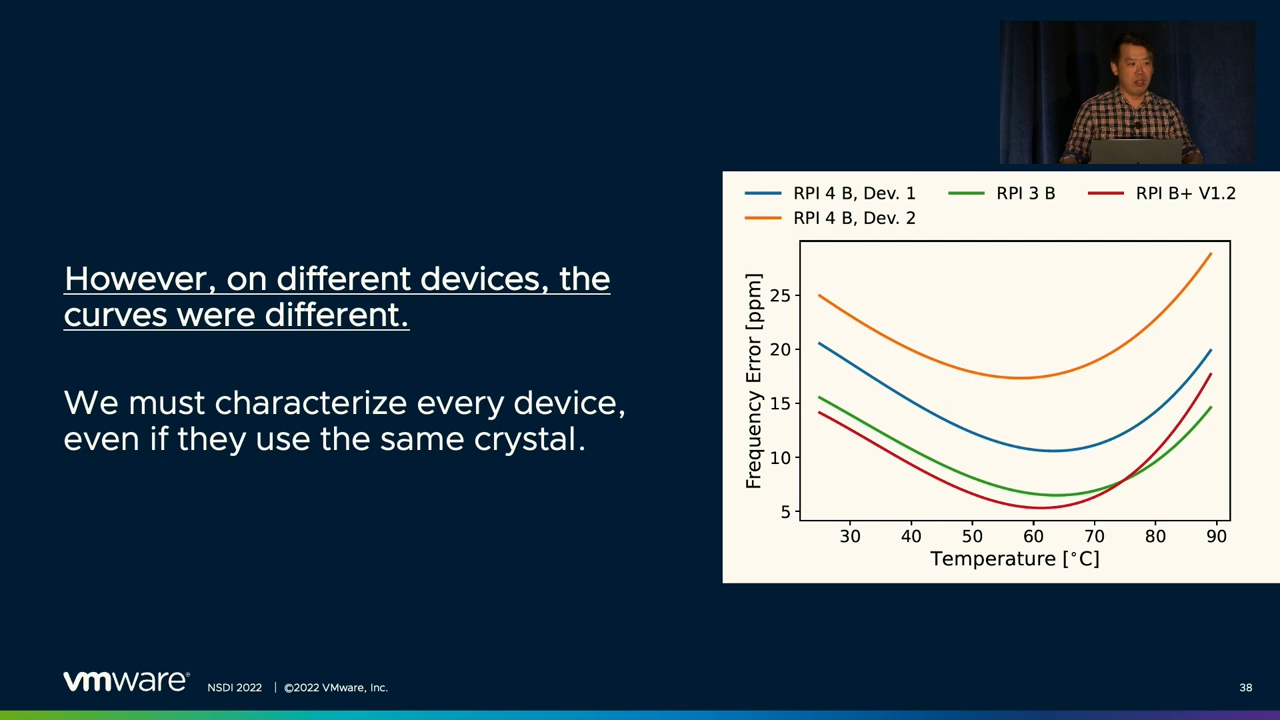 However, on different devices, the
curves were different.
We must characterize every device,
even if they use the same crystal.
RPI 4 B, Dev. 1
RPI 3 B
RPI B+ V1.2
RPI 4 B, Dev. 2
Frequency Error [ppm]
25
20
15
10
5
30 40 50 60 70 80 90
Temperature [°C]
vmware® NSDI 2022 | ©2022 VMware, Inc.
38